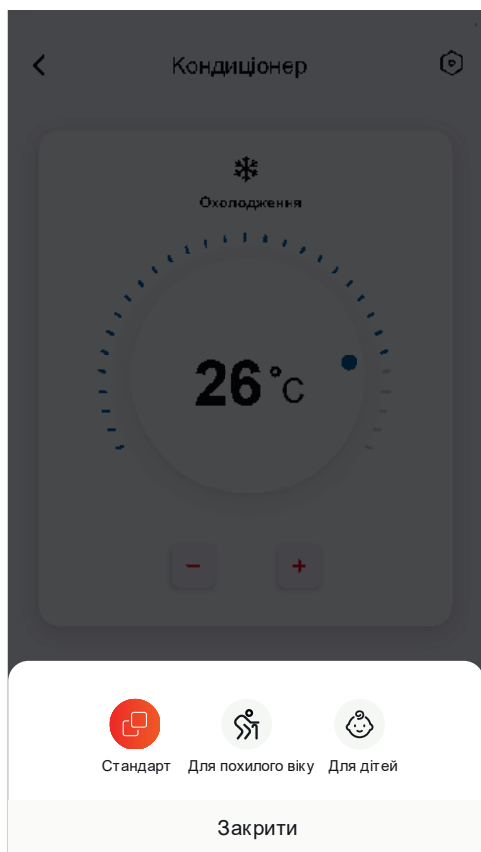 Кондиціонер
Охолодження
26°C
− +
Стандарт Для похилого віку Для дітей
Закрити